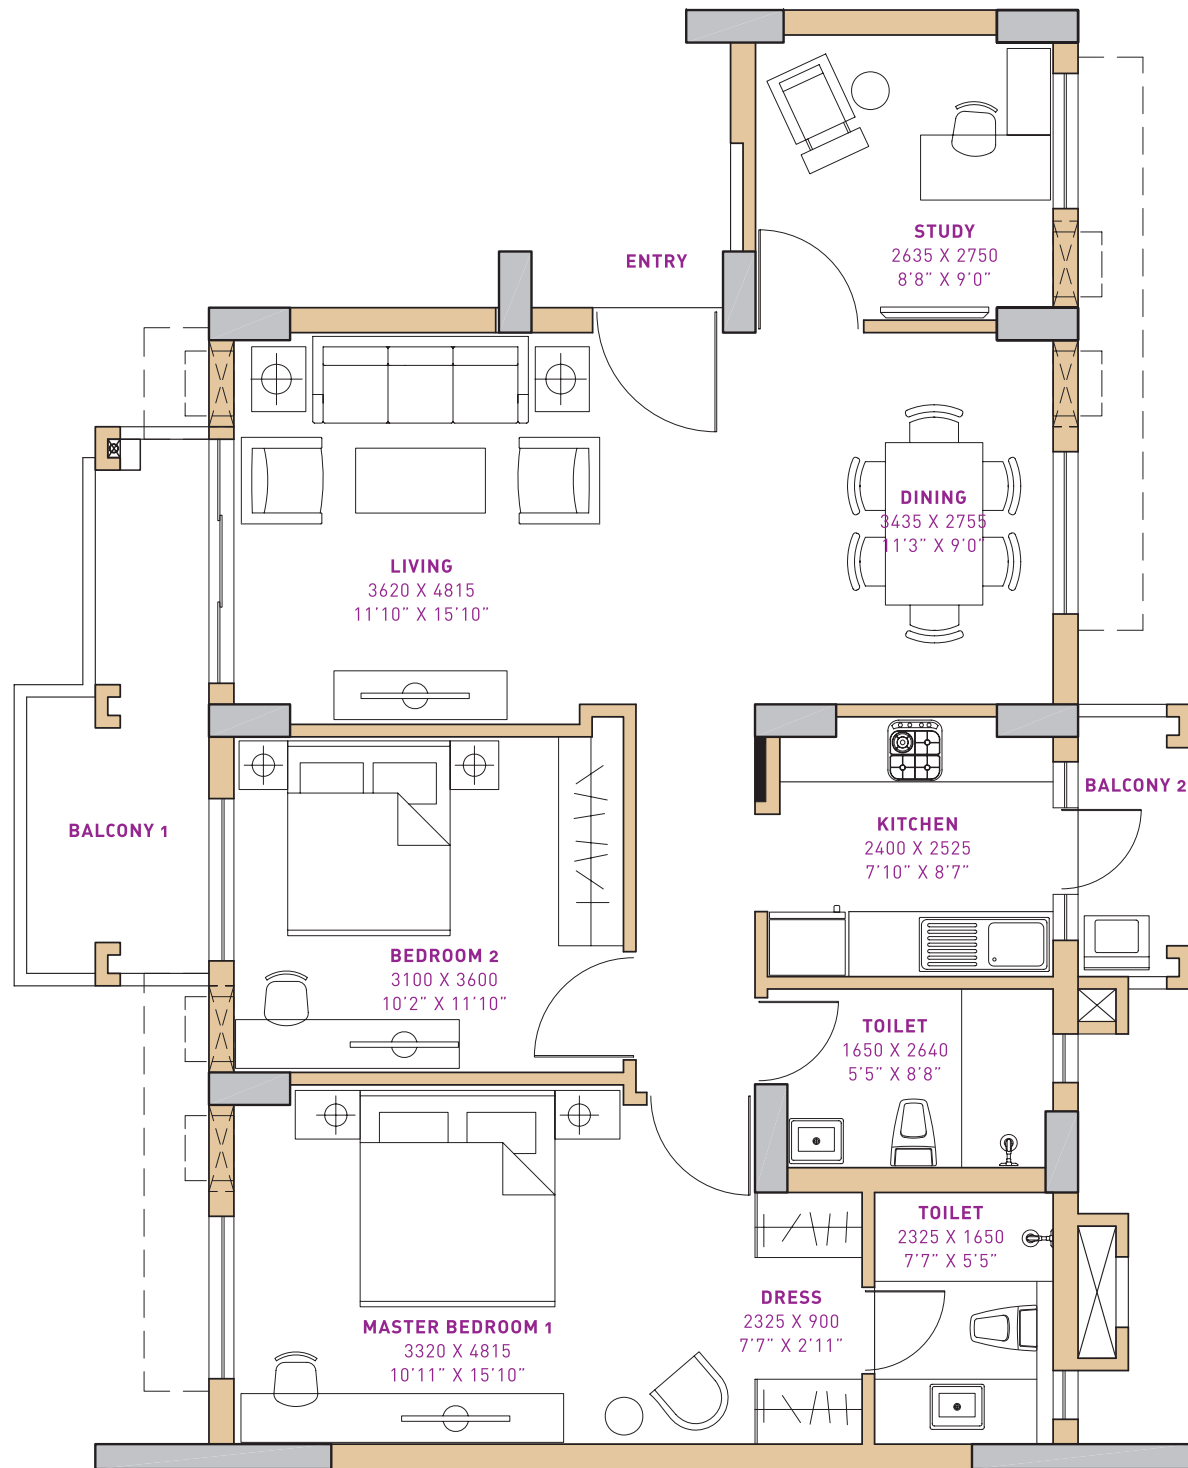 ENTRY
STUDY
2635 X 2750
8'8" X 9'0"
DINING
3435 X 2755
11'3" X 9'0"
LIVING
3620 X 4815
11'10" X 15'10"
BALCONY 1
BALCONY 2
KITCHEN
2400 X 2525
7'10" X 8'7"
BEDROOM 2
3100 X 3600
10'2" X 11'10"
TOILET
1650 X 2640
5'5" X 8'8"
TOILET
2325 X 1650
7'7" X 5'5"
DRESS
2325 X 900
7'7" X 2'11"
MASTER BEDROOM 1
3320 X 4815
10'11" X 15'10"